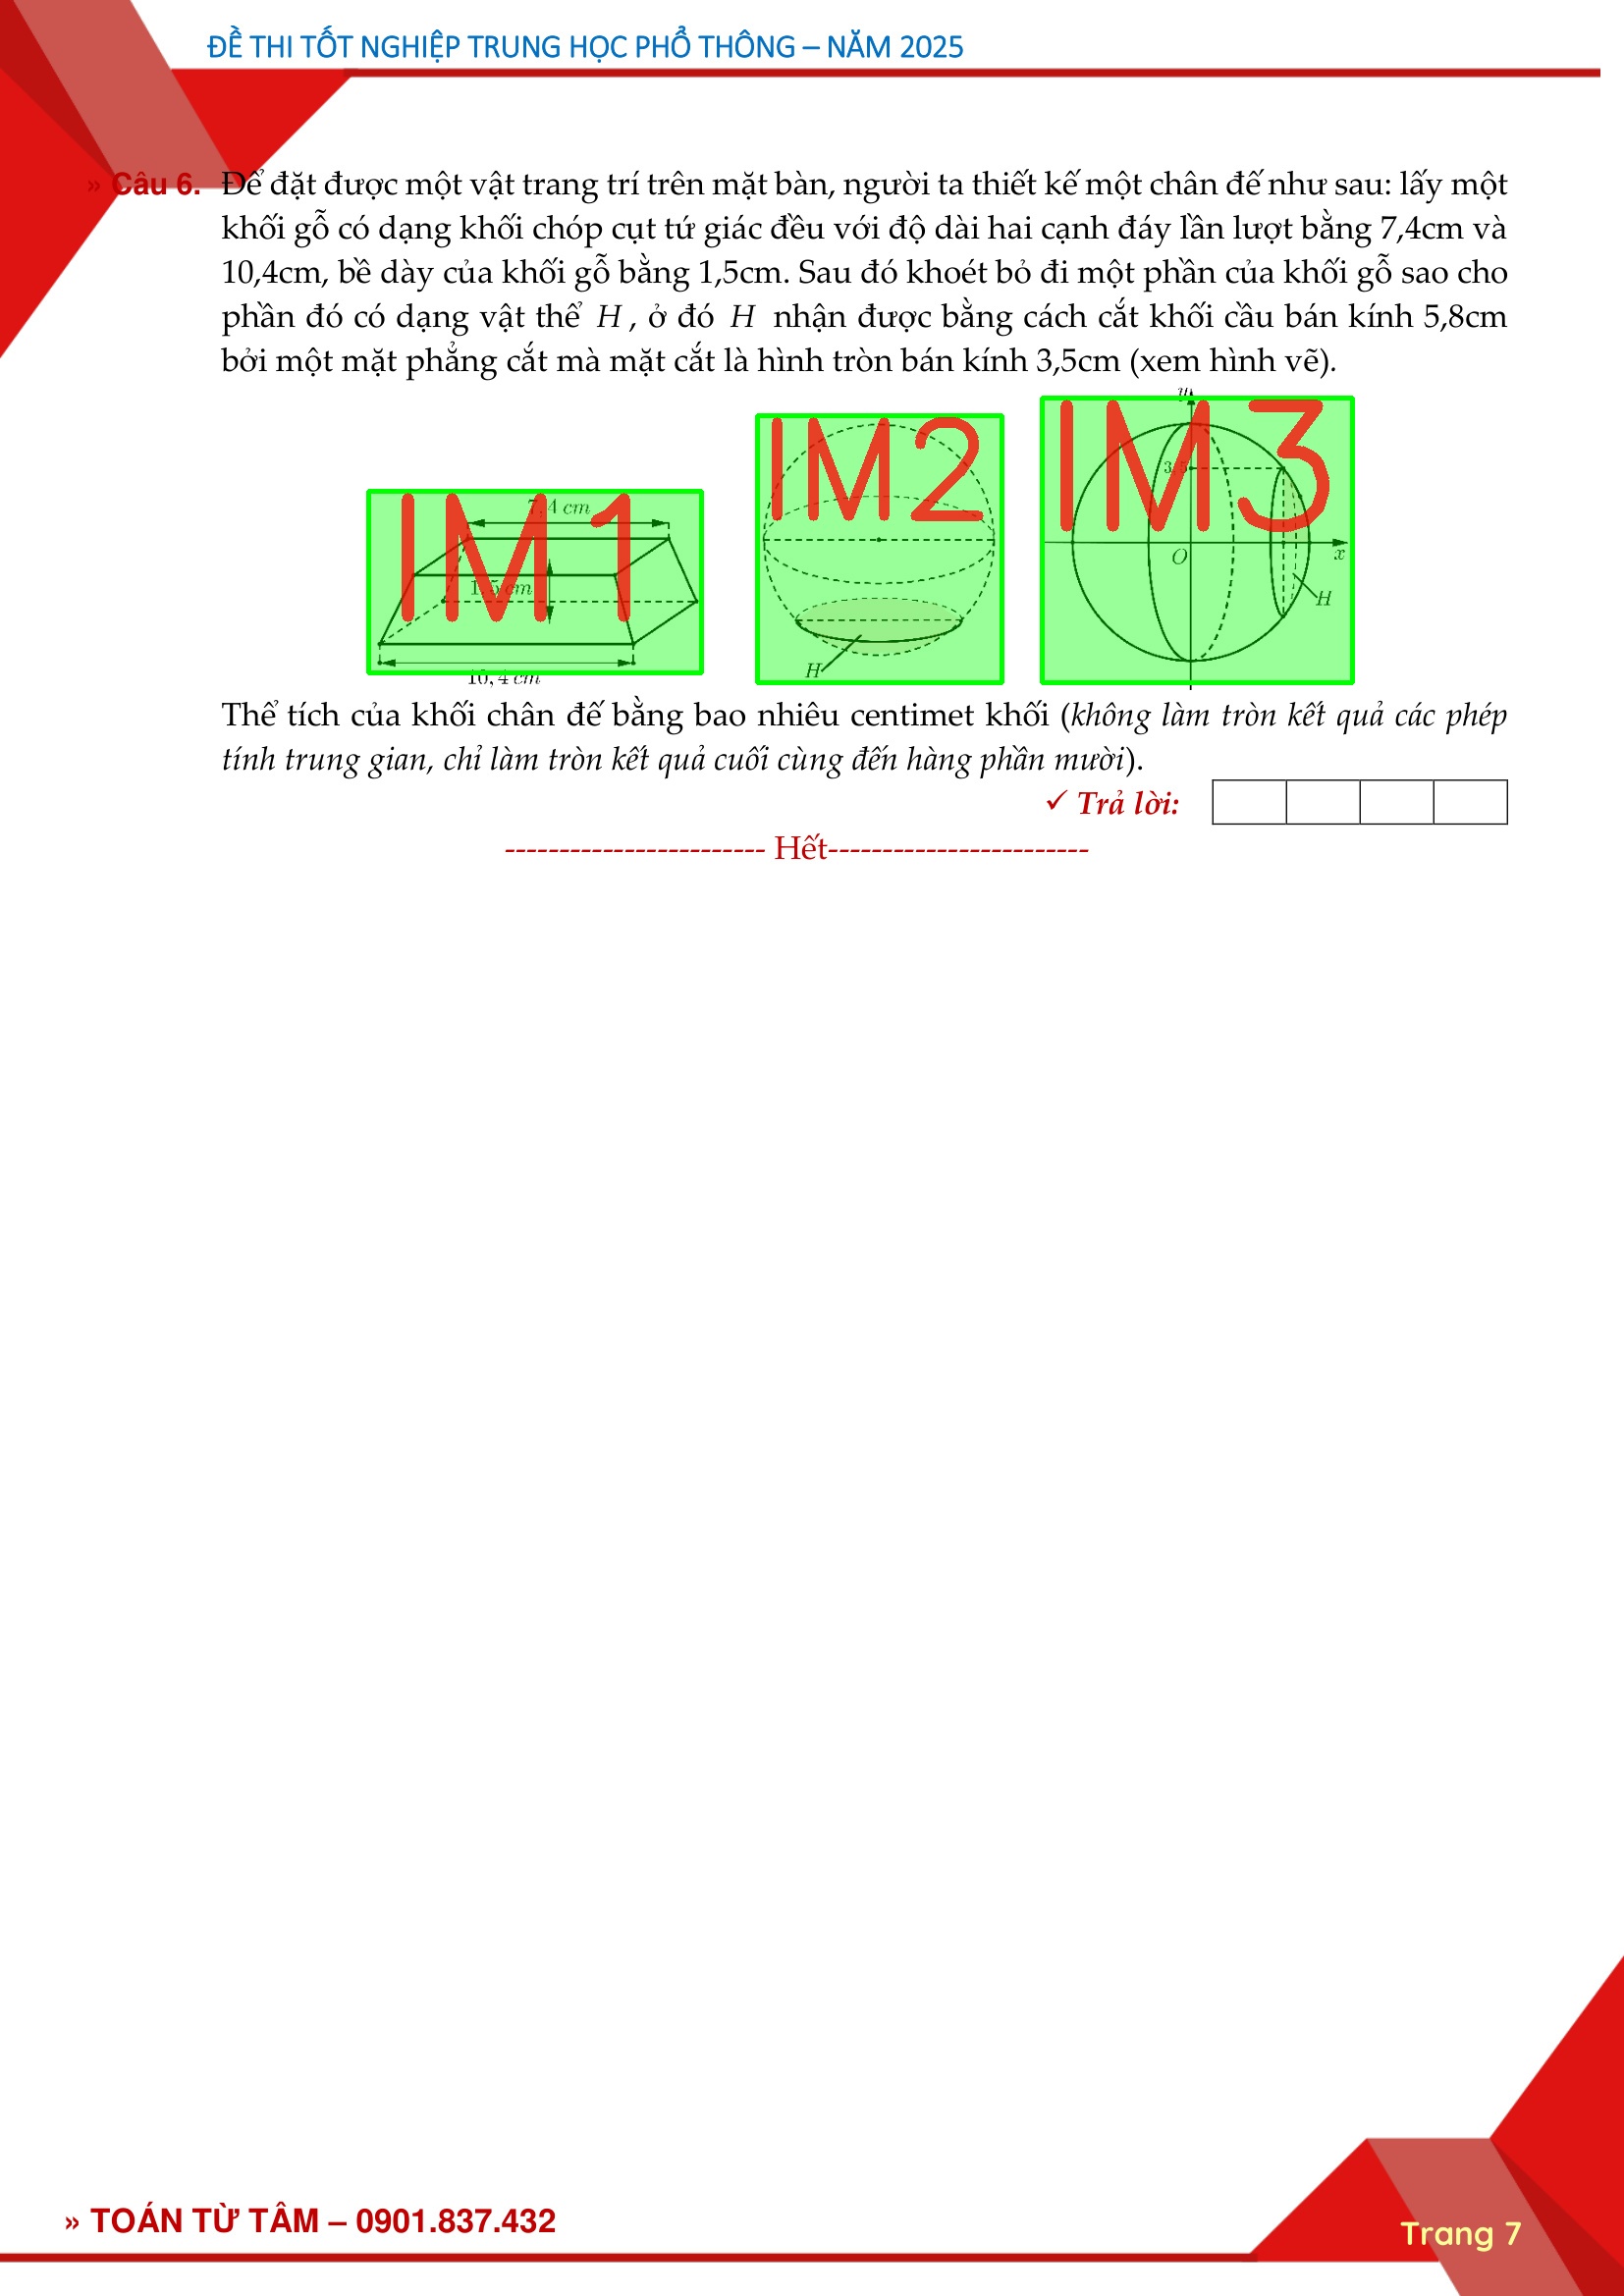 ĐỀ THI TỐT NGHIỆP TRUNG HỌC PHỔ THÔNG – NĂM 2025
» Câu 6. Để đặt được một vật trang trí trên mặt bàn, người ta thiết kế một chân đế như sau: lấy một
khối gỗ có dạng khối chóp cụt tứ giác đều với độ dài hai cạnh đáy lần lượt bằng 7,4cm và
10,4cm, bề dày của khối gỗ bằng 1,5cm. Sau đó khoét bỏ đi một phần của khối gỗ sao cho
phần đó có dạng vật thể H, ở đó H nhận được bằng cách cắt khối cầu bán kính 5,8cm
bởi một mặt phẳng cắt mà mặt cắt là hình tròn bán kính 3,5cm (xem hình vẽ).
IM1
7,4 cm
1,5 cm
10,4 cm
IM2
H
IM3
y
3,5
O
x
H
Thể tích của khối chân đế bằng bao nhiêu centimet khối (không làm tròn kết quả các phép
tính trung gian, chỉ làm tròn kết quả cuối cùng đến hàng phần mười).
✓ Trả lời:
------------------------ Hết------------------------
» TOÁN TỪ TÂM – 0901.837.432
Trang 7